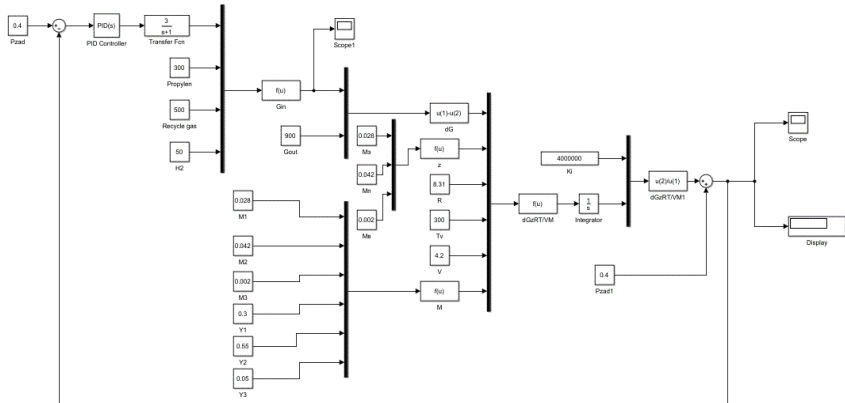 0.4
Pzad
PID(s)
PID Controller
3
s+1
Transfer Fcn
300
Propylen
500
Recycle gas
50
H2
f(u)
Gin
Scope1
900
Gout
0.028
Ms
0.042
Mn
0.002
Me
u(1)-u(2)
dG
f(u)
z
8.31
R
300
Tv
4.2
V
f(u)
M
0.028
M1
0.042
M2
0.002
M3
0.3
Y1
0.55
Y2
0.05
Y3
f(u)
dGzRT/VM
1
s
Integrator
4000000
Ki
u(2)/u(1)
dGzRT/VM1
0.4
Pzad1
Scope
Display